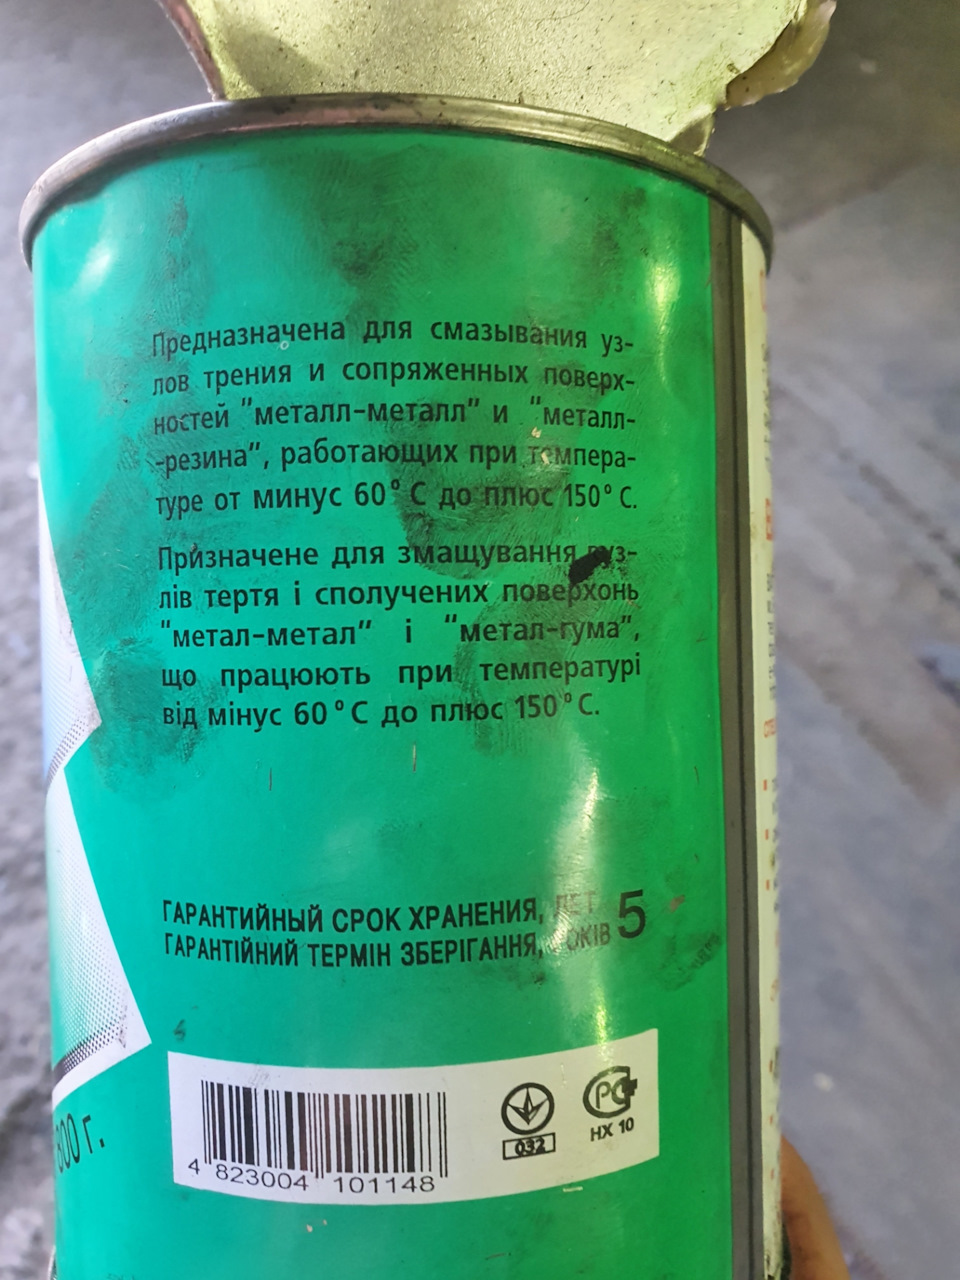 Предназначена для смазывания уз-
лов трения и сопряженных поверх-
ностей "металл-металл" и "металл-
-резина", работающих при темпера-
туре от минус 60° С до плюс 150° С.
Призначене для змащування вуз-
лів тертя і сполучених поверхонь
"метал-метал" і "метал-гума",
що працюють при температурі
від мінус 60 ° С до плюс 150 ° С.
ГАРАНТИЙНЫЙ СРОК ХРАНЕНИЯ, ЛЕТ 5
ГАРАНТІЙНИЙ ТЕРМІН ЗБЕРІГАННЯ, РОКІВ
800 г.
4 823004 101148
032
РС
НХ 10